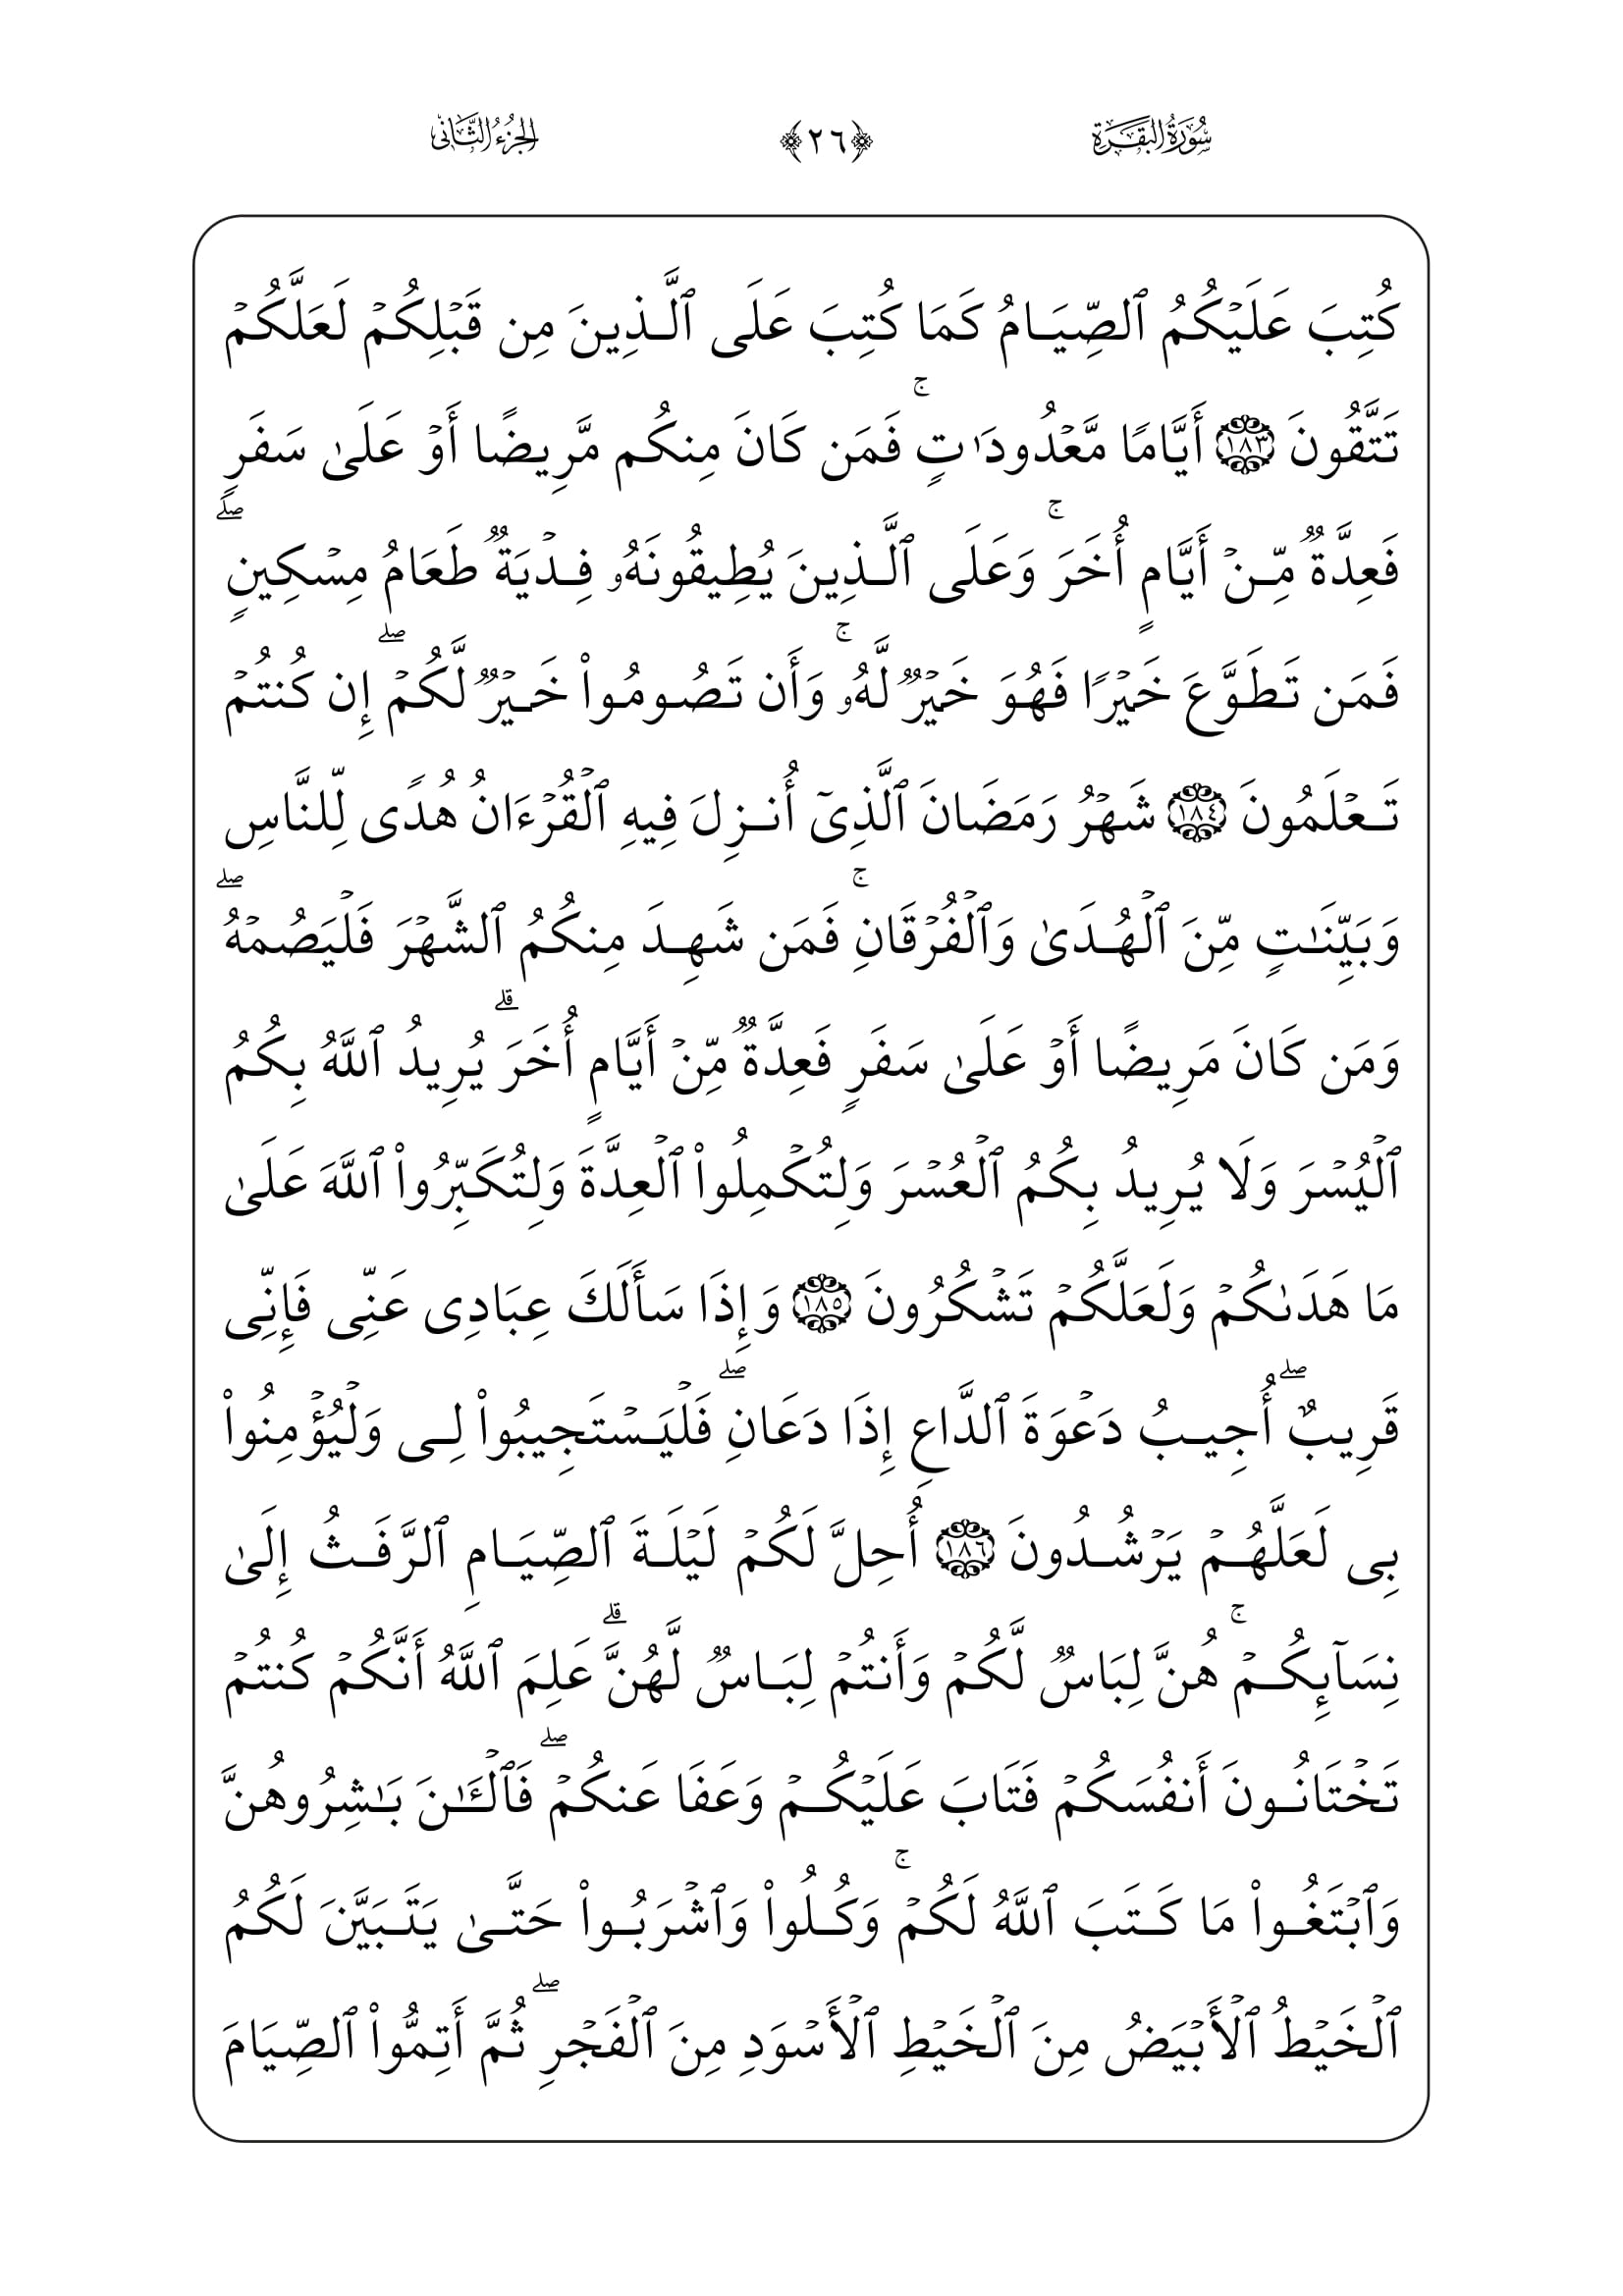 سُورَةُ البَقَرَةِ ﴿٢٦﴾ الجُزْءُ الثَّانِي
كُتِبَ عَلَيۡكُمُ ٱلصِّيَامُ كَمَا كُتِبَ عَلَى ٱلَّذِينَ مِن قَبۡلِكُمۡ لَعَلَّكُمۡ
تَتَّقُونَ ١٨٣ أَيَّامًا مَّعۡدُودَٰتٍۚ فَمَن كَانَ مِنكُم مَّرِيضًا أَوۡ عَلَىٰ سَفَرٍ
فَعِدَّةٌ مِّنۡ أَيَّامٍ أُخَرَۚ وَعَلَى ٱلَّذِينَ يُطِيقُونَهُۥ فِدۡيَةٌ طَعَامُ مِسۡكِينٍۖ
فَمَن تَطَوَّعَ خَيۡرًا فَهُوَ خَيۡرٌ لَّهُۥۚ وَأَن تَصُومُواْ خَيۡرٌ لَّكُمۡۖ إِن كُنتُمۡ
تَعۡلَمُونَ ١٨٤ شَهۡرُ رَمَضَانَ ٱلَّذِيٓ أُنزِلَ فِيهِ ٱلۡقُرۡءَانُ هُدًى لِّلنَّاسِ
وَبَيِّنَٰتٍ مِّنَ ٱلۡهُدَىٰ وَٱلۡفُرۡقَانِۚ فَمَن شَهِدَ مِنكُمُ ٱلشَّهۡرَ فَلۡيَصُمۡهُۖ
وَمَن كَانَ مَرِيضًا أَوۡ عَلَىٰ سَفَرٍ فَعِدَّةٌ مِّنۡ أَيَّامٍ أُخَرَۗ يُرِيدُ ٱللَّهُ بِكُمُ
ٱلۡيُسۡرَ وَلَا يُرِيدُ بِكُمُ ٱلۡعُسۡرَ وَلِتُكۡمِلُواْ ٱلۡعِدَّةَ وَلِتُكَبِّرُواْ ٱللَّهَ عَلَىٰ
مَا هَدَىٰكُمۡ وَلَعَلَّكُمۡ تَشۡكُرُونَ ١٨٥ وَإِذَا سَأَلَكَ عِبَادِي عَنِّي فَإِنِّي
قَرِيبٌۖ أُجِيبُ دَعۡوَةَ ٱلدَّاعِ إِذَا دَعَانِۖ فَلۡيَسۡتَجِيبُواْ لِي وَلۡيُؤۡمِنُواْ
بِي لَعَلَّهُمۡ يَرۡشُدُونَ ١٨٦ أُحِلَّ لَكُمۡ لَيۡلَةَ ٱلصِّيَامِ ٱلرَّفَثُ إِلَىٰ
نِسَآئِكُمۡۚ هُنَّ لِبَاسٌ لَّكُمۡ وَأَنتُمۡ لِبَاسٌ لَّهُنَّۗ عَلِمَ ٱللَّهُ أَنَّكُمۡ كُنتُمۡ
تَخۡتَانُونَ أَنفُسَكُمۡ فَتَابَ عَلَيۡكُمۡ وَعَفَا عَنكُمۡۖ فَٱلۡـَٰٔنَ بَٰشِرُوهُنَّ
وَٱبۡتَغُواْ مَا كَتَبَ ٱللَّهُ لَكُمۡۚ وَكُلُواْ وَٱشۡرَبُواْ حَتَّىٰ يَتَبَيَّنَ لَكُمُ
ٱلۡخَيۡطُ ٱلۡأَبۡيَضُ مِنَ ٱلۡخَيۡطِ ٱلۡأَسۡوَدِ مِنَ ٱلۡفَجۡرِۖ ثُمَّ أَتِمُّواْ ٱلصِّيَامَ